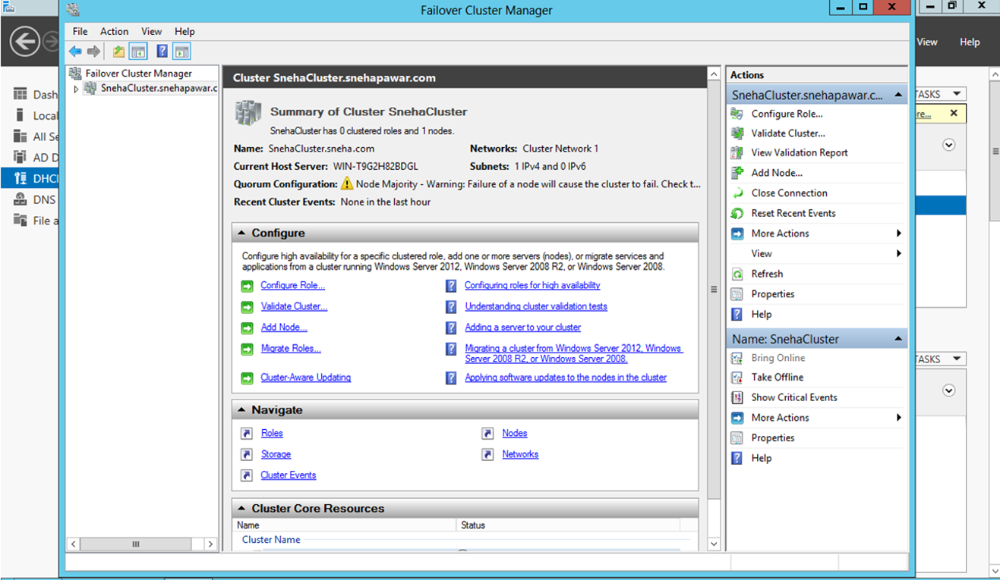 Failover Cluster Manager
File Action View Help
View Help
Failover Cluster Manager
SnehaCluster.snehapawar.c
Dash
Local
All Se
AD D
DHC
DNS
File a
Cluster SnehaCluster.snehapawar.com
Summary of Cluster SnehaCluster
SnehaCluster has 0 clustered roles and 1 nodes.
Name: SnehaCluster.sneha.com Networks: Cluster Network 1
Current Host Server: WIN-T9G2H82BDGL Subnets: 1 IPv4 and 0 IPv6
Quorum Configuration: Node Majority - Warning: Failure of a node will cause the cluster to fail. Check t...
Recent Cluster Events: None in the last hour
Configure
Configure high availability for a specific clustered role, add one or more servers (nodes), or migrate services and
applications from a cluster running Windows Server 2012, Windows Server 2008 R2, or Windows Server 2008.
Configure Role... Configuring roles for high availability
Validate Cluster... Understanding cluster validation tests
Add Node... Adding a server to your cluster
Migrate Roles... Migrating a cluster from Windows Server 2012, Windows
Server 2008 R2, or Windows Server 2008.
Cluster-Aware Updating Applying software updates to the nodes in the cluster
Navigate
Roles Nodes
Storage Networks
Cluster Events
Cluster Core Resources
Name Status
Cluster Name
Actions
SnehaCluster.snehapawar.c...
Configure Role...
Validate Cluster...
View Validation Report
Add Node...
Close Connection
Reset Recent Events
More Actions
View
Refresh
Properties
Help
Name: SnehaCluster
Bring Online
Take Offline
Show Critical Events
More Actions
Properties
Help
TASKS
re...
TASKS